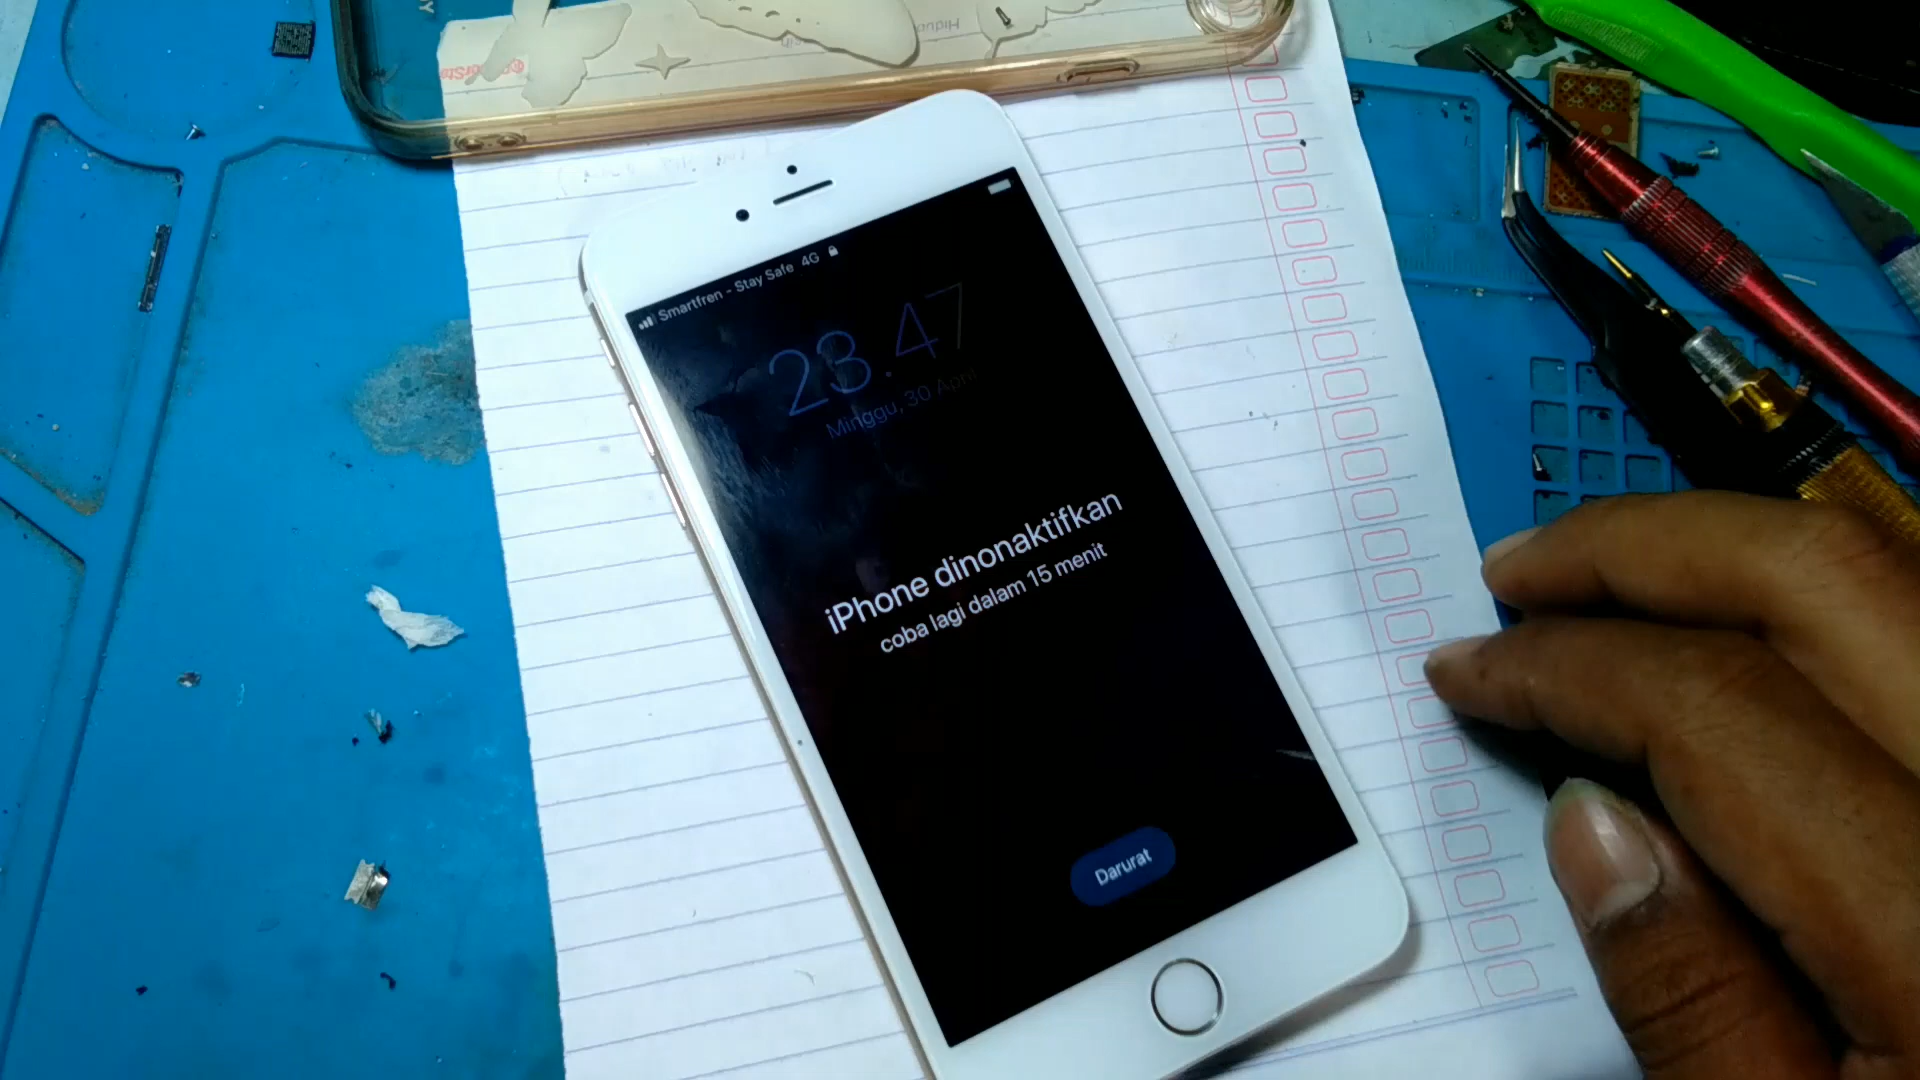 Smartfren - Stay Safe 4G
23.47
Minggu, 30 April
iPhone dinonaktifkan
coba lagi dalam 15 menit
Darurat